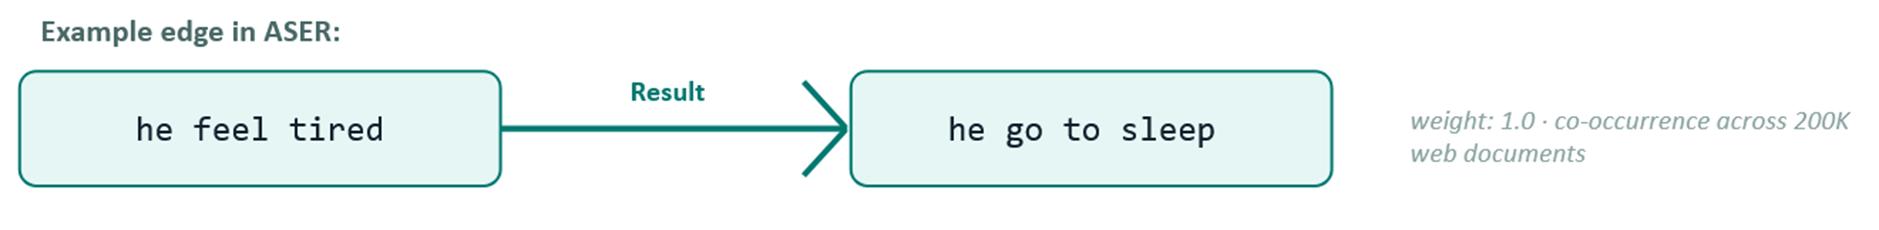 Example edge in ASER:
Result
he feel tired
he go to sleep
weight: 1.0 · co-occurrence across 200K
web documents